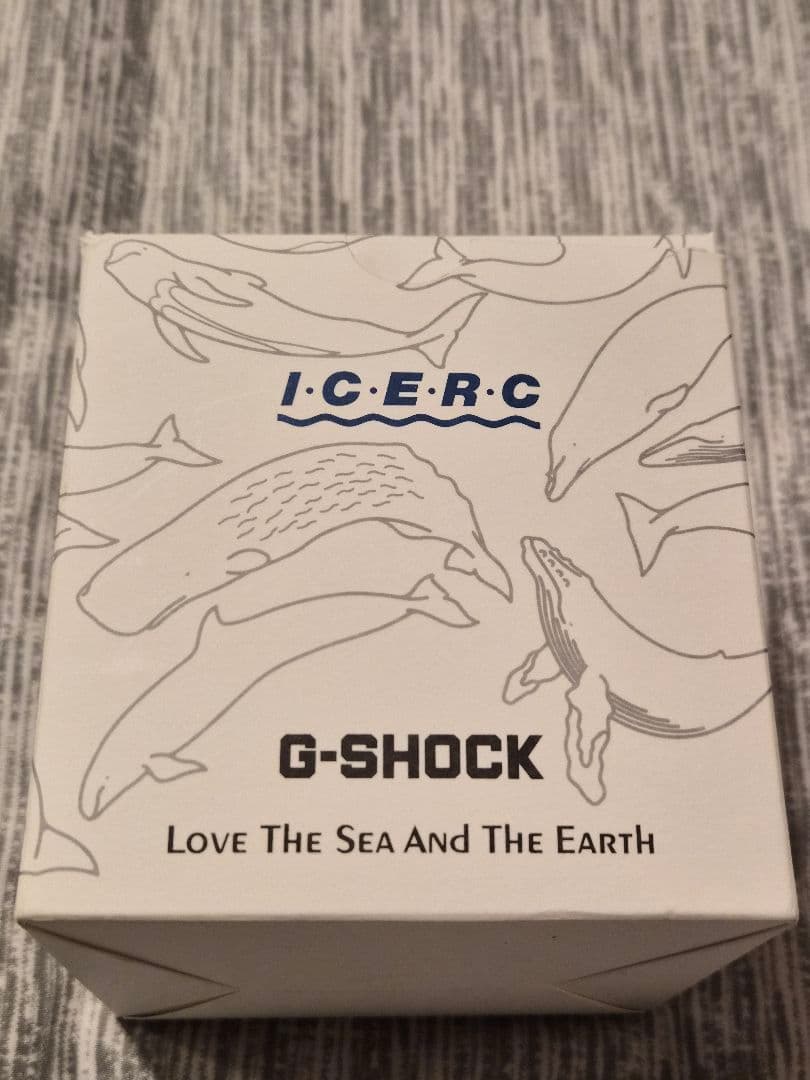 I·C·E·R·C
G-SHOCK
LOVE THE SEA ANd THE EARTh